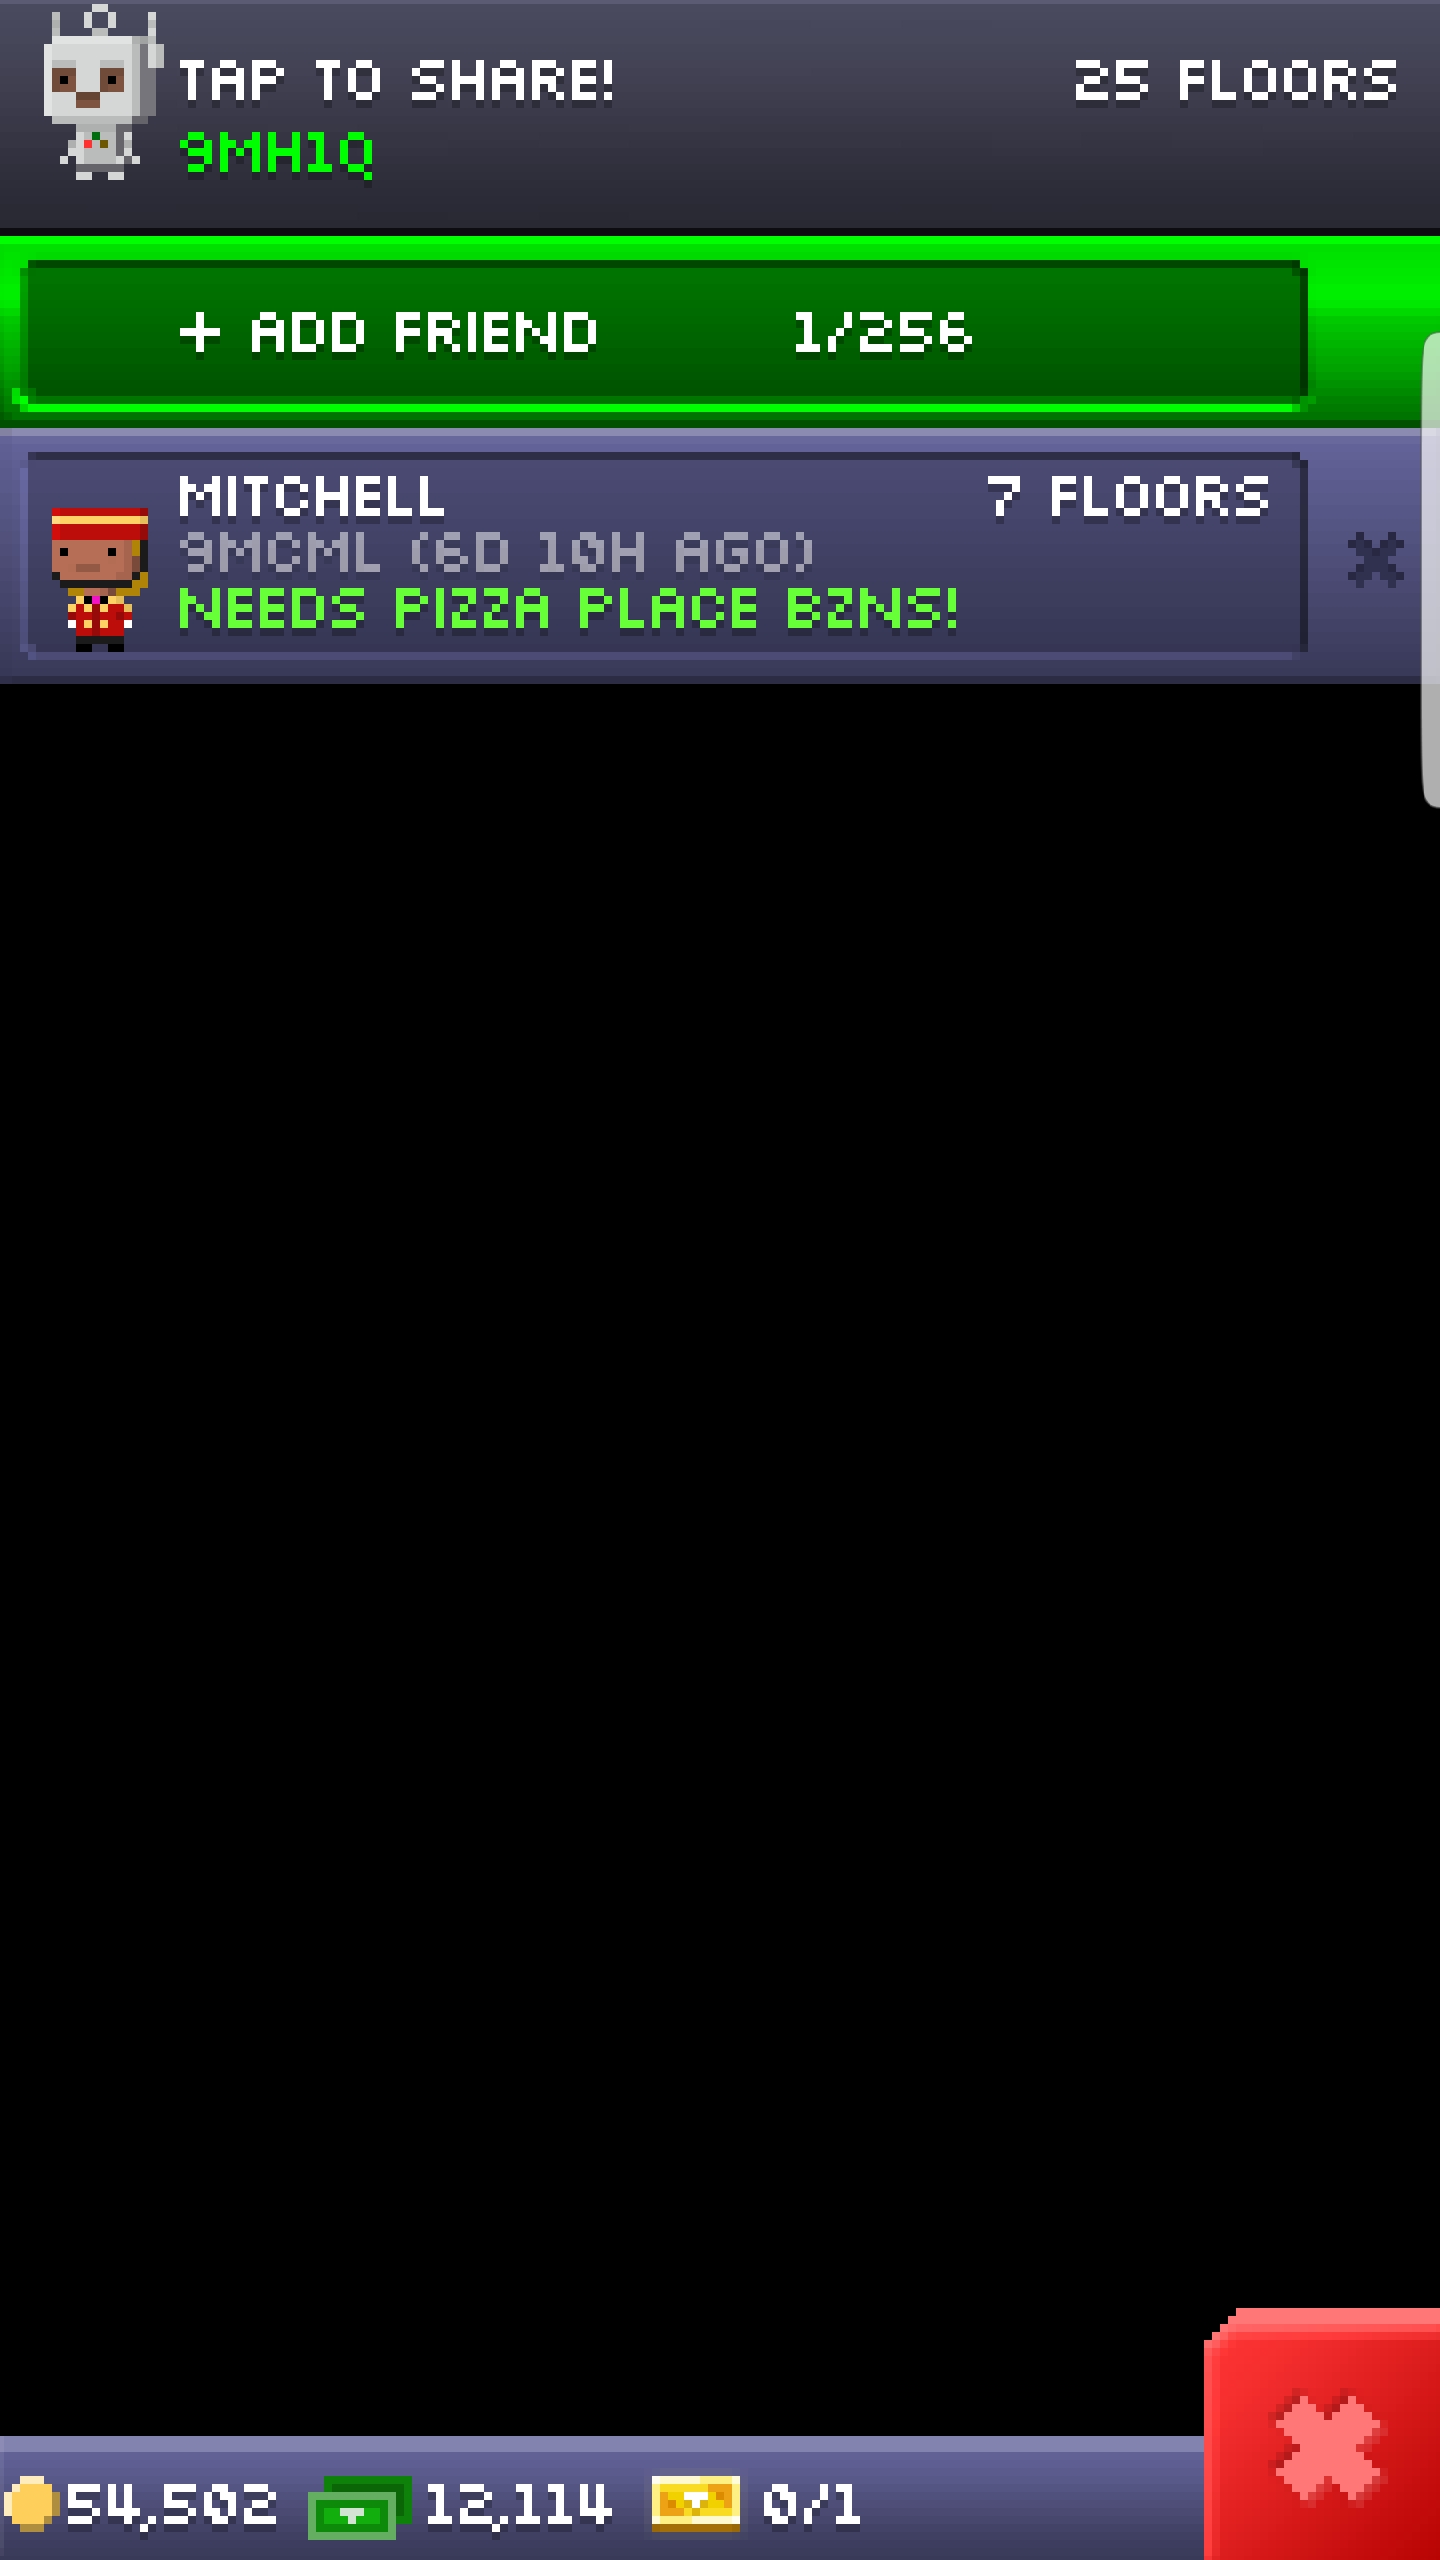 TAP TO SHARE!
25 FLOORS
9MH1Q
+ ADD FRIEND 1/256
MITCHELL
7 FLOORS
9MCML (6D 10H AGO)
NEEDS PIZZA PLACE BZNS!
54,502 12,114 0/1